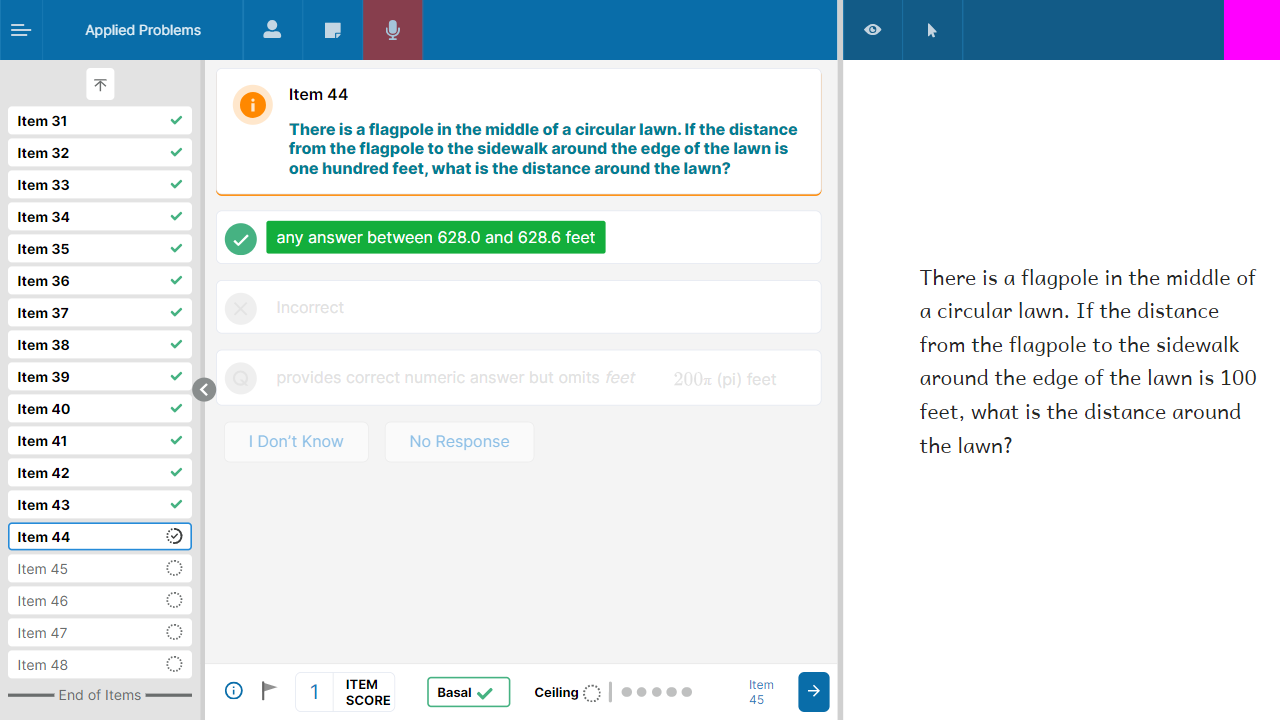 Applied Problems
Item 31
Item 32
Item 33
Item 34
Item 35
Item 36
Item 37
Item 38
Item 39
Item 40
Item 41
Item 42
Item 43
Item 44
Item 45
Item 46
Item 47
Item 48
End of Items
Item 44
There is a flagpole in the middle of a circular lawn. If the distance
from the flagpole to the sidewalk around the edge of the lawn is
one hundred feet, what is the distance around the lawn?
any answer between 628.0 and 628.6 feet
Incorrect
Q provides correct numeric answer but omits feet 200π (pi) feet
I Don't Know No Response
1 ITEM
SCORE
Basal
Ceiling
Item
45
There is a flagpole in the middle of
a circular lawn. If the distance
from the flagpole to the sidewalk
around the edge of the lawn is 100
feet, what is the distance around
the lawn?